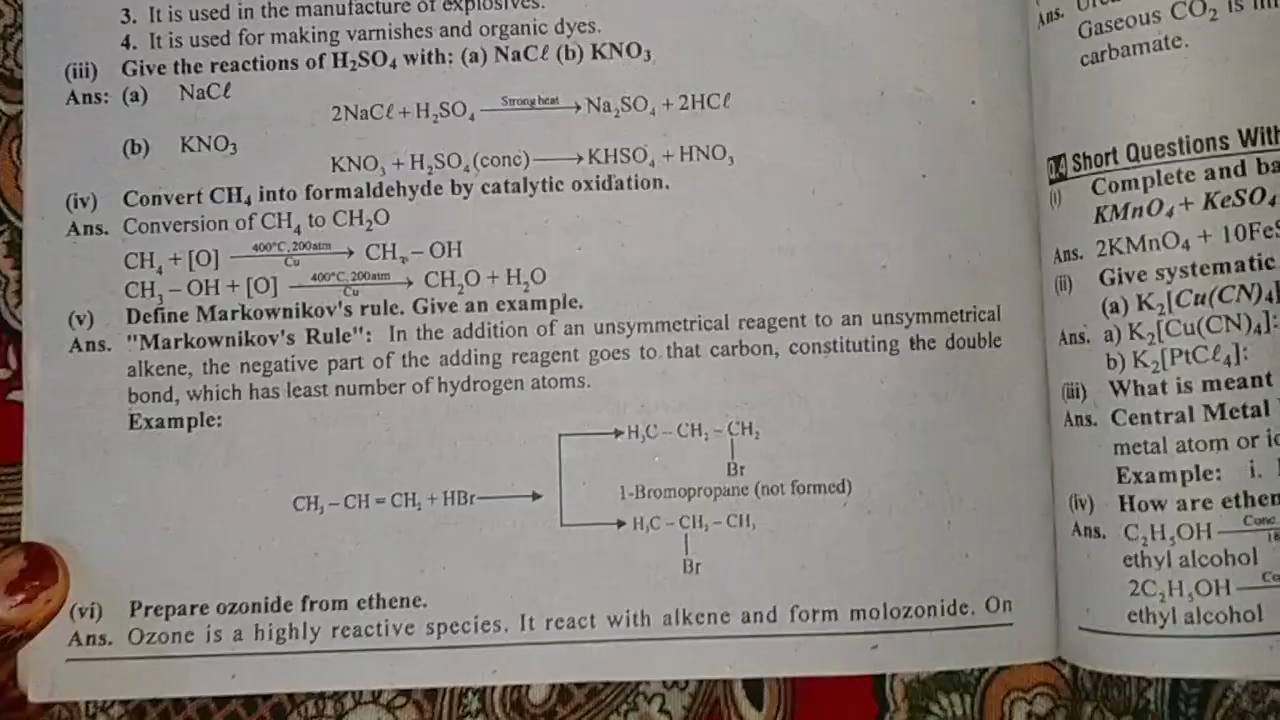 3. It is used in the manufacture of explosives.
4. It is used for making varnishes and organic dyes.
(iii) Give the reactions of H₂SO₄ with: (a) NaCℓ (b) KNO₃
Ans: (a) NaCℓ
2NaCℓ + H₂SO₄ —Strong heat→ Na₂SO₄ + 2HCℓ
(b) KNO₃
KNO₃ + H₂SO₄ (conc) ⟶ KHSO₄ + HNO₃
(iv) Convert CH₄ into formaldehyde by catalytic oxidation.
Ans. Conversion of CH₄ to CH₂O
CH₄ + [O] —400°C, 200atm / Cu→ CH₃ – OH
CH₃ – OH + [O] —400°C, 200atm / Cu→ CH₂O + H₂O
(v) Define Markownikov's rule. Give an example.
Ans. "Markownikov's Rule": In the addition of an unsymmetrical reagent to an unsymmetrical
alkene, the negative part of the adding reagent goes to that carbon, constituting the double
bond, which has least number of hydrogen atoms.
Example:
H₃C – CH₂ – CH₂
Br
1-Bromopropane (not formed)
CH₃ – CH = CH₂ + HBr
H₃C – CH₂ – CH₃
Br
(vi) Prepare ozonide from ethene.
Ans. Ozone is a highly reactive species. It react with alkene and form molozonide. On
Ans.
Gaseous CO₂ is
carbamate.
Q.4 Short Questions With
(i) Complete and ba
KMnO₄ + KeSO₄
Ans. 2KMnO₄ + 10FeS
(ii) Give systematic
(a) K₂[Cu(CN)₄]
Ans. a) K₂[Cu(CN)₄]:
b) K₂[PtCℓ₄]:
(iii) What is meant
Ans. Central Metal
metal atom or io
Example: i.
(iv) How are ether
Ans. C₂H₅OH —Conc
ethyl alcohol
2C₂H₅OH —Co
ethyl alcohol